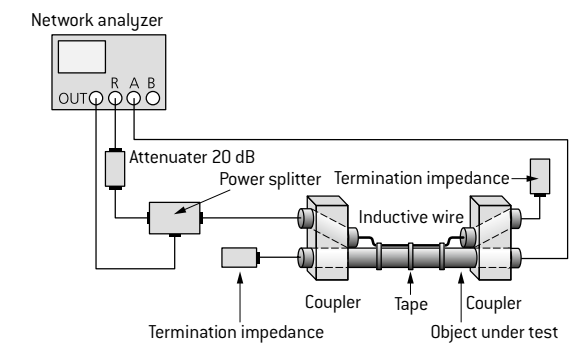 Network analyzer
R A B
OUT
Attenuater 20 dB
Power splitter
Termination impedance
Inductive wire
Coupler
Tape
Coupler
Termination impedance
Object under test